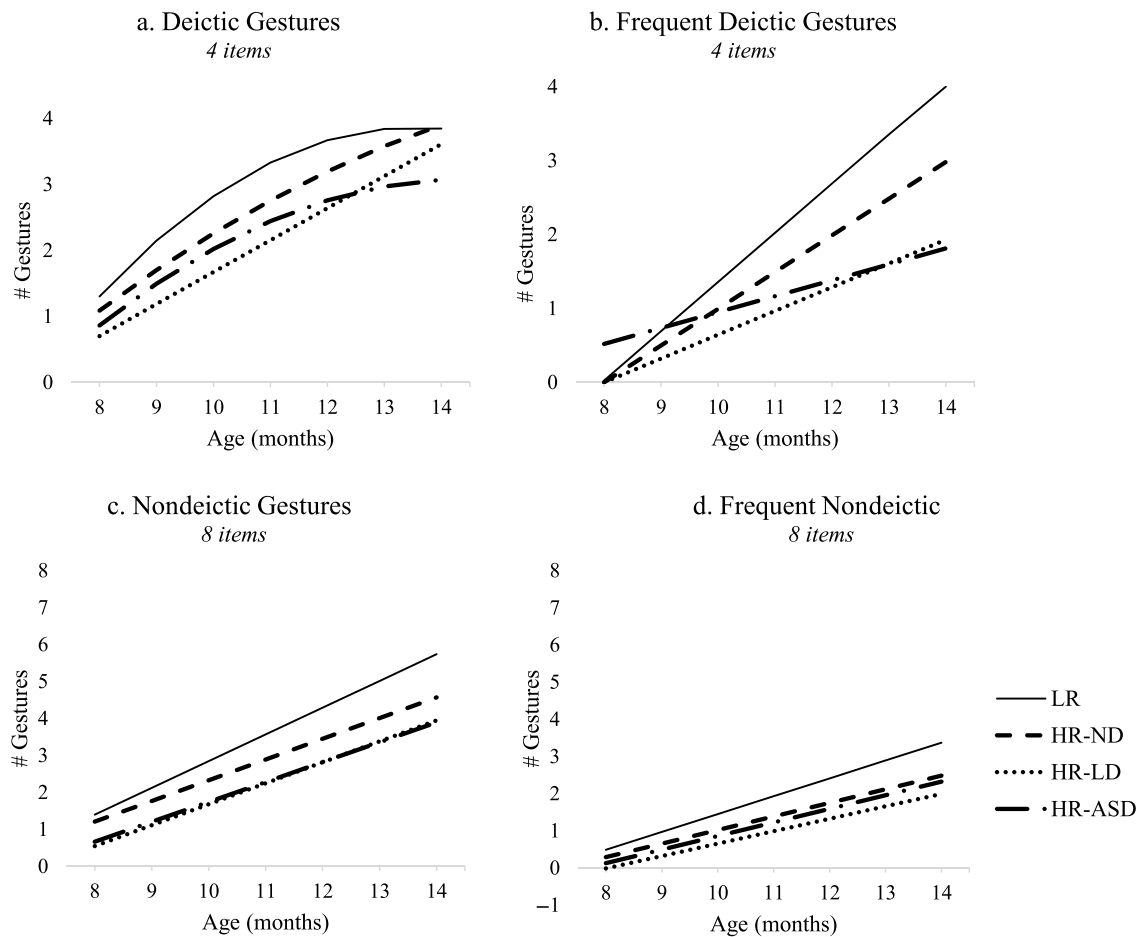 a. Deictic Gestures
4 items
# Gestures
4
3
2
1
0
8 9 10 11 12 13 14
Age (months)
b. Frequent Deictic Gestures
4 items
# Gestures
4
3
2
1
0
8 9 10 11 12 13 14
Age (months)
c. Nondeictic Gestures
8 items
# Gestures
8
7
6
5
4
3
2
1
0
8 9 10 11 12 13 14
Age (months)
d. Frequent Nondeictic
8 items
# Gestures
8
7
6
5
4
3
2
1
0
−1
8 9 10 11 12 13 14
Age (months)
LR
HR-ND
HR-LD
HR-ASD